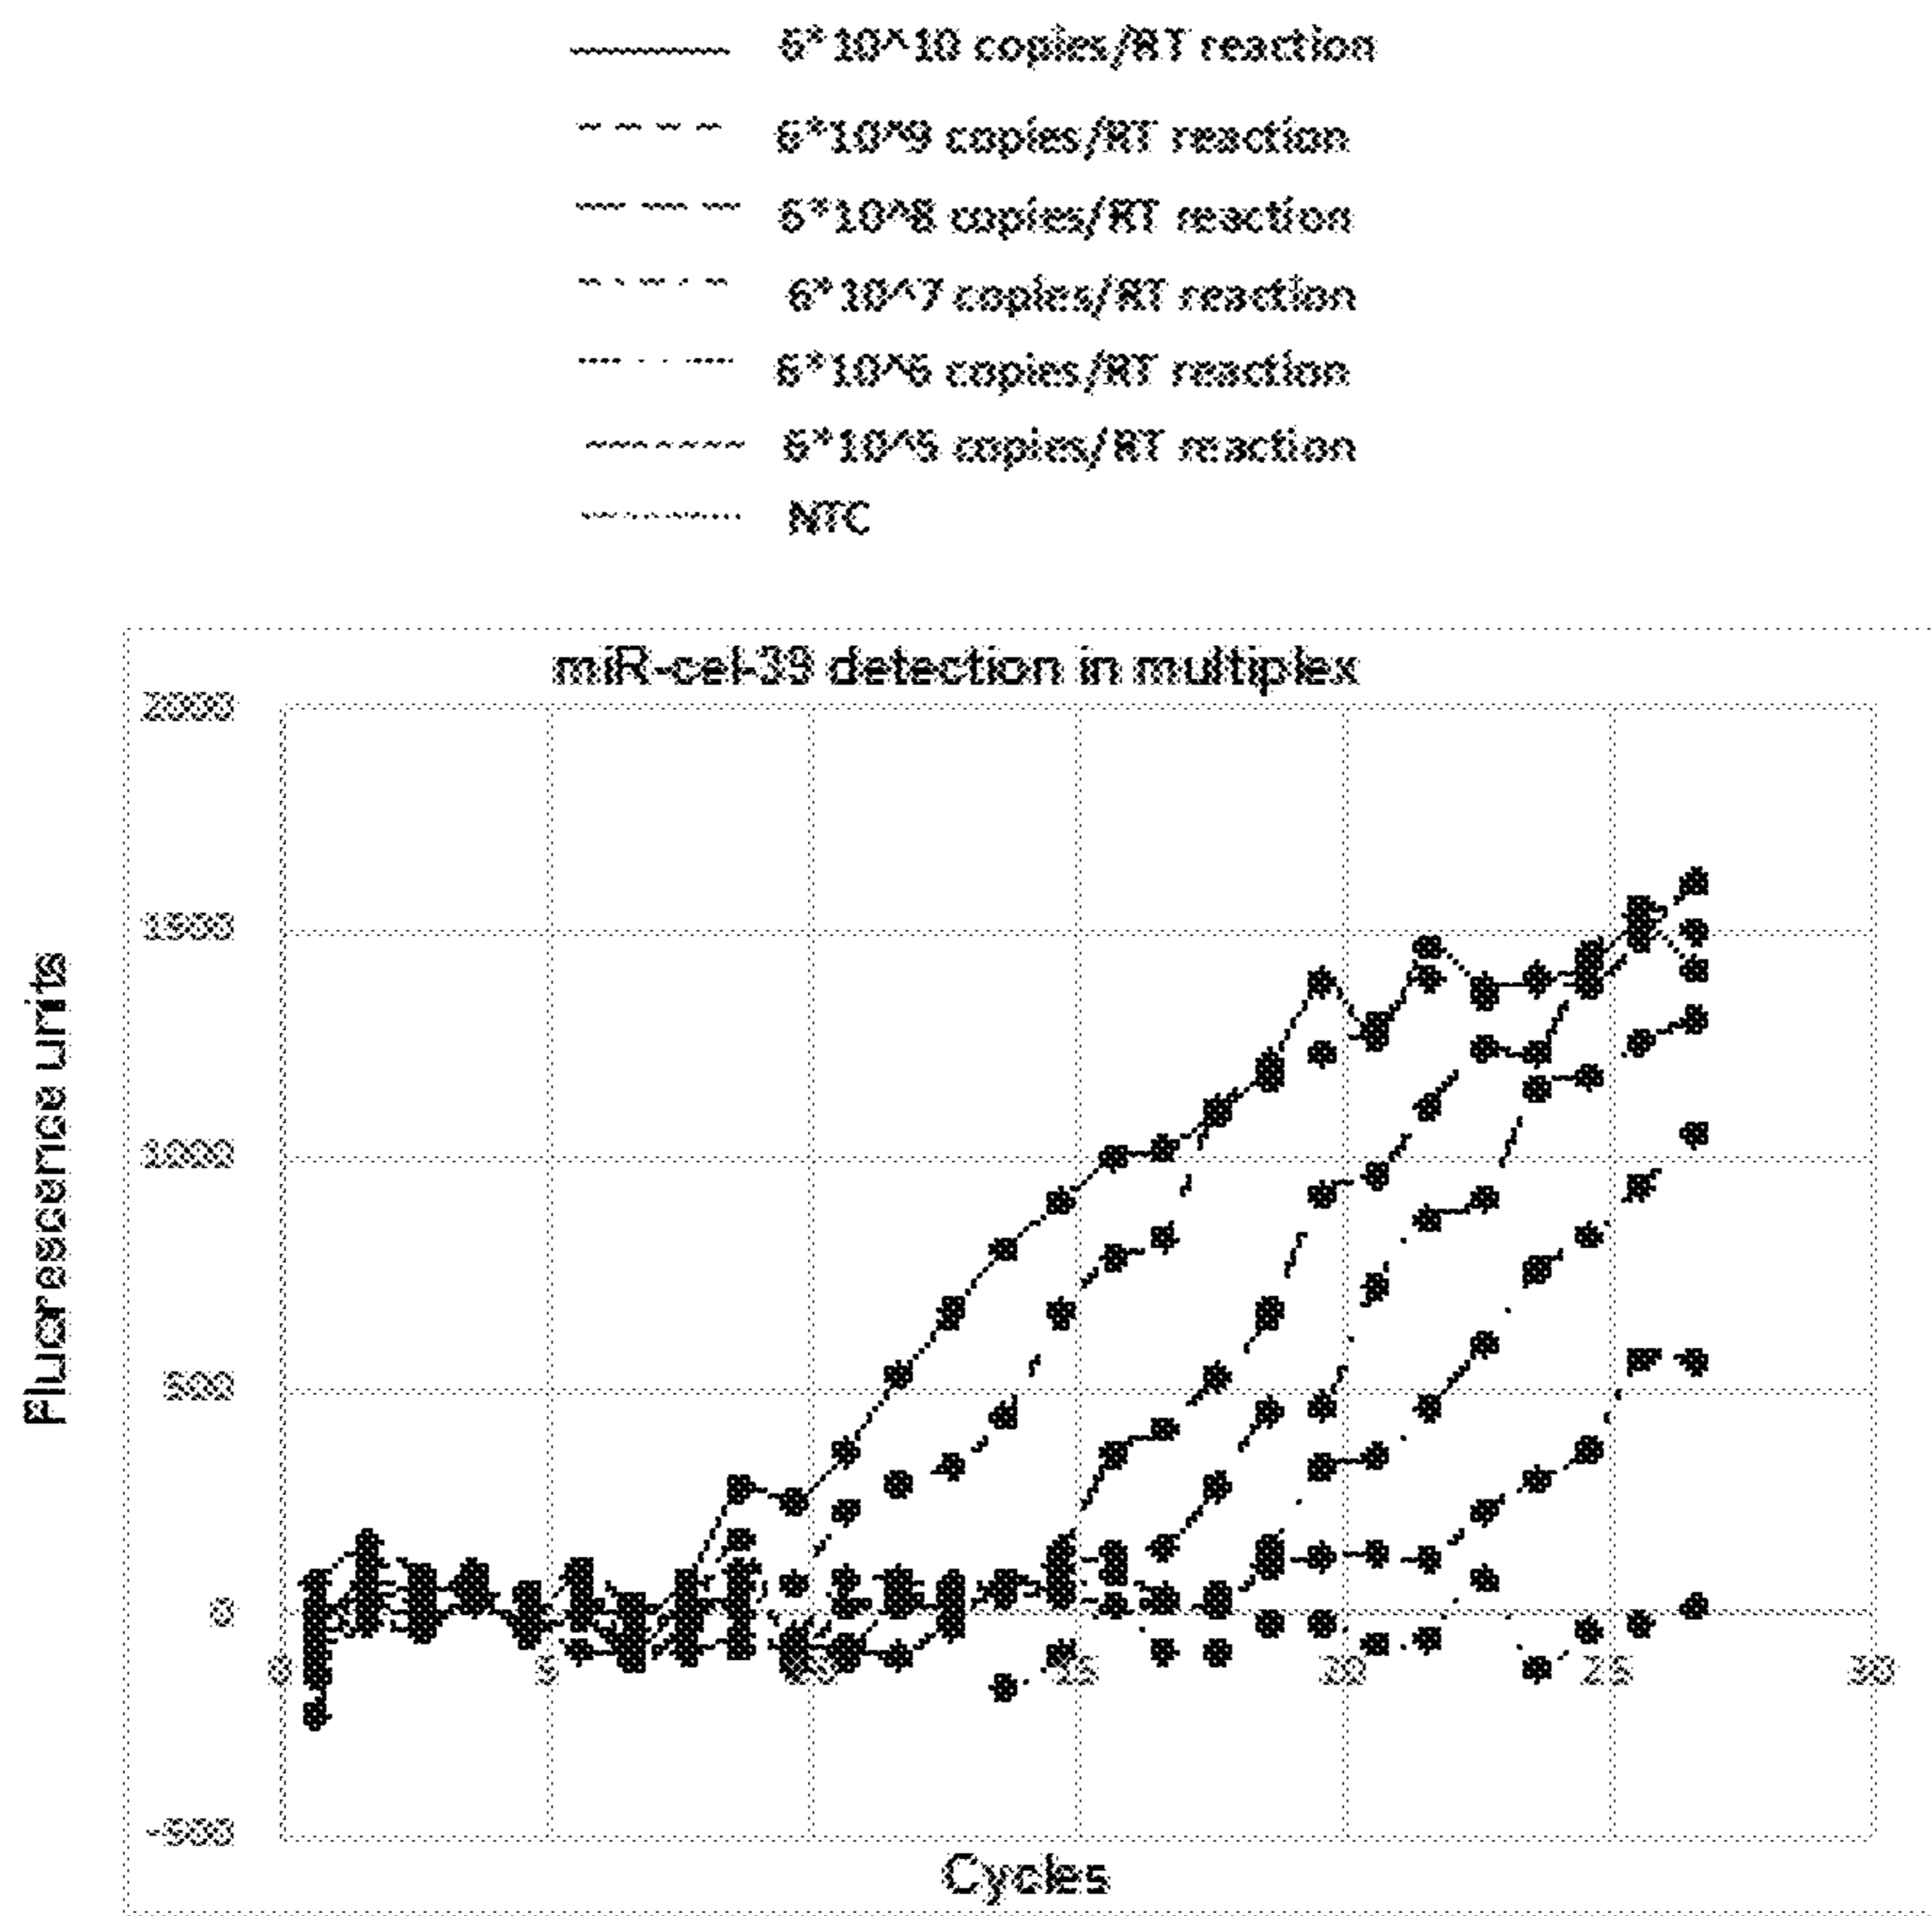 6*10^10 copies/RT reaction
6*10^9 copies/RT reaction
6*10^8 copies/RT reaction
6*10^7 copies/RT reaction
6*10^6 copies/RT reaction
6*10^5 copies/RT reaction
NTC
miR-cel-39 detection in multiplex
2000
1500
1000
500
0
-500
0 5 10 15 20 25 30
Fluorescence units
Cycles